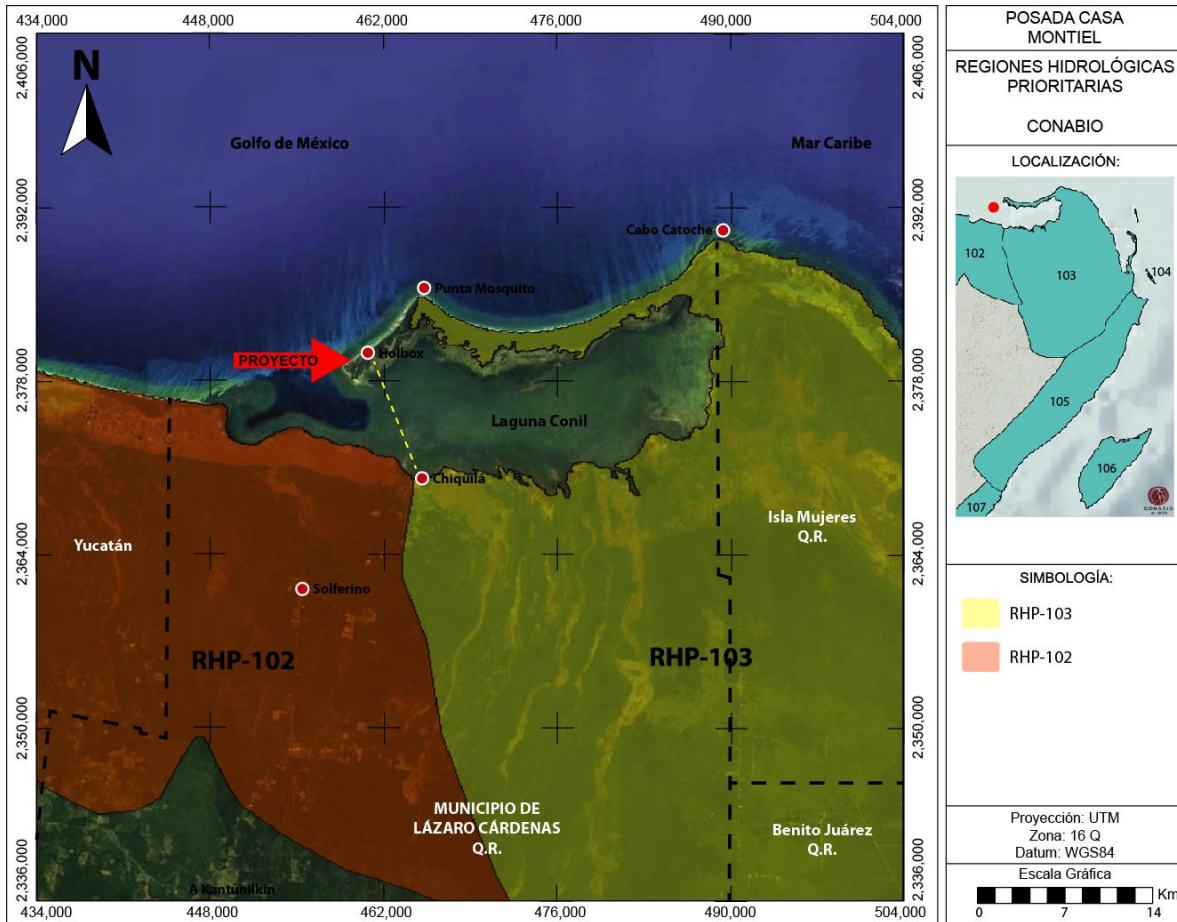 434,000
448,000
462,000
476,000
490,000
504,000
2,406,000
2,406,000
N
Golfo de México
Mar Caribe
2,392,000
2,392,000
Cabo Catoche
Punta Mosquito
PROYECTO
Holbox
2,378,000
2,378,000
Laguna Conil
Chiquilá
Isla Mujeres
Q.R.
Yucatán
2,364,000
2,364,000
Solferino
RHP-102
RHP-103
2,350,000
2,350,000
MUNICIPIO DE
LÁZARO CÁRDENAS
Q.R.
Benito Juárez
Q.R.
2,336,000
2,336,000
A Kantunilkín
434,000
448,000
462,000
476,000
490,000
504,000
POSADA CASA
MONTIEL
REGIONES HIDROLÓGICAS
PRIORITARIAS
CONABIO
LOCALIZACIÓN:
102
103
104
105
106
107
CONABIO
SIMBOLOGÍA:
RHP-103
RHP-102
Proyección: UTM
Zona: 16 Q
Datum: WGS84
Escala Gráfica
Km
0
7
14